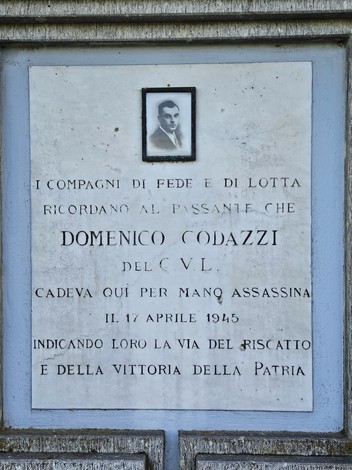 I COMPAGNI DI FEDE E DI LOTTA
RICORDANO AL PASSANTE CHE
DOMENICO CODAZZI
DEL C.V.L.
CADEVA QUI PER MANO ASSASSINA
IL 17 APRILE 1945
INDICANDO LORO LA VIA DEL RISCATTO
E DELLA VITTORIA DELLA PATRIA